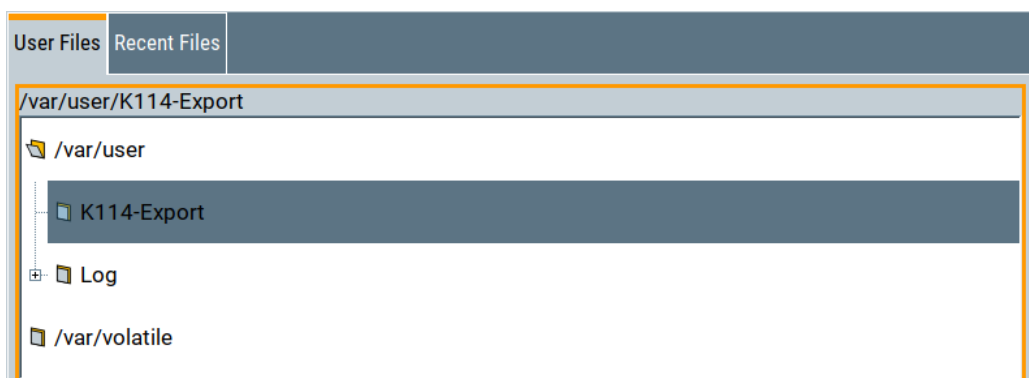 User Files Recent Files
/var/user/K114-Export
/var/user
K114-Export
Log
/var/volatile